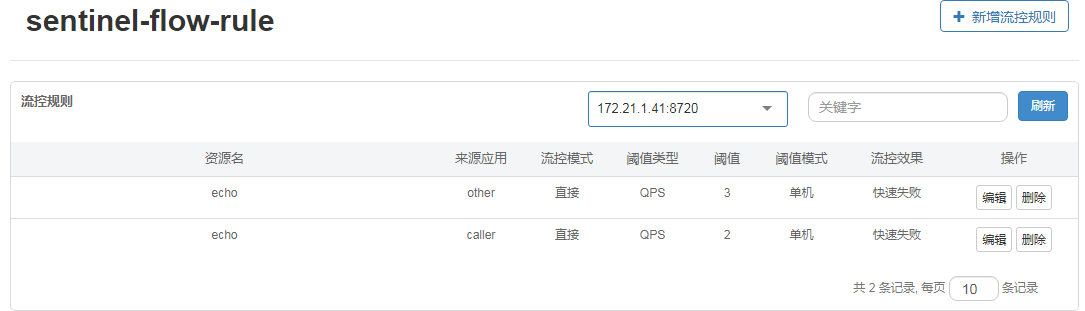 sentinel-flow-rule
+ 新增流控规则
流控规则
172.21.1.41:8720
关键字
刷新
资源名 来源应用 流控模式 阈值类型 阈值 阈值模式 流控效果 操作
echo other 直接 QPS 3 单机 快速失败 编辑 删除
echo caller 直接 QPS 2 单机 快速失败 编辑 删除
共 2 条记录, 每页 10 条记录